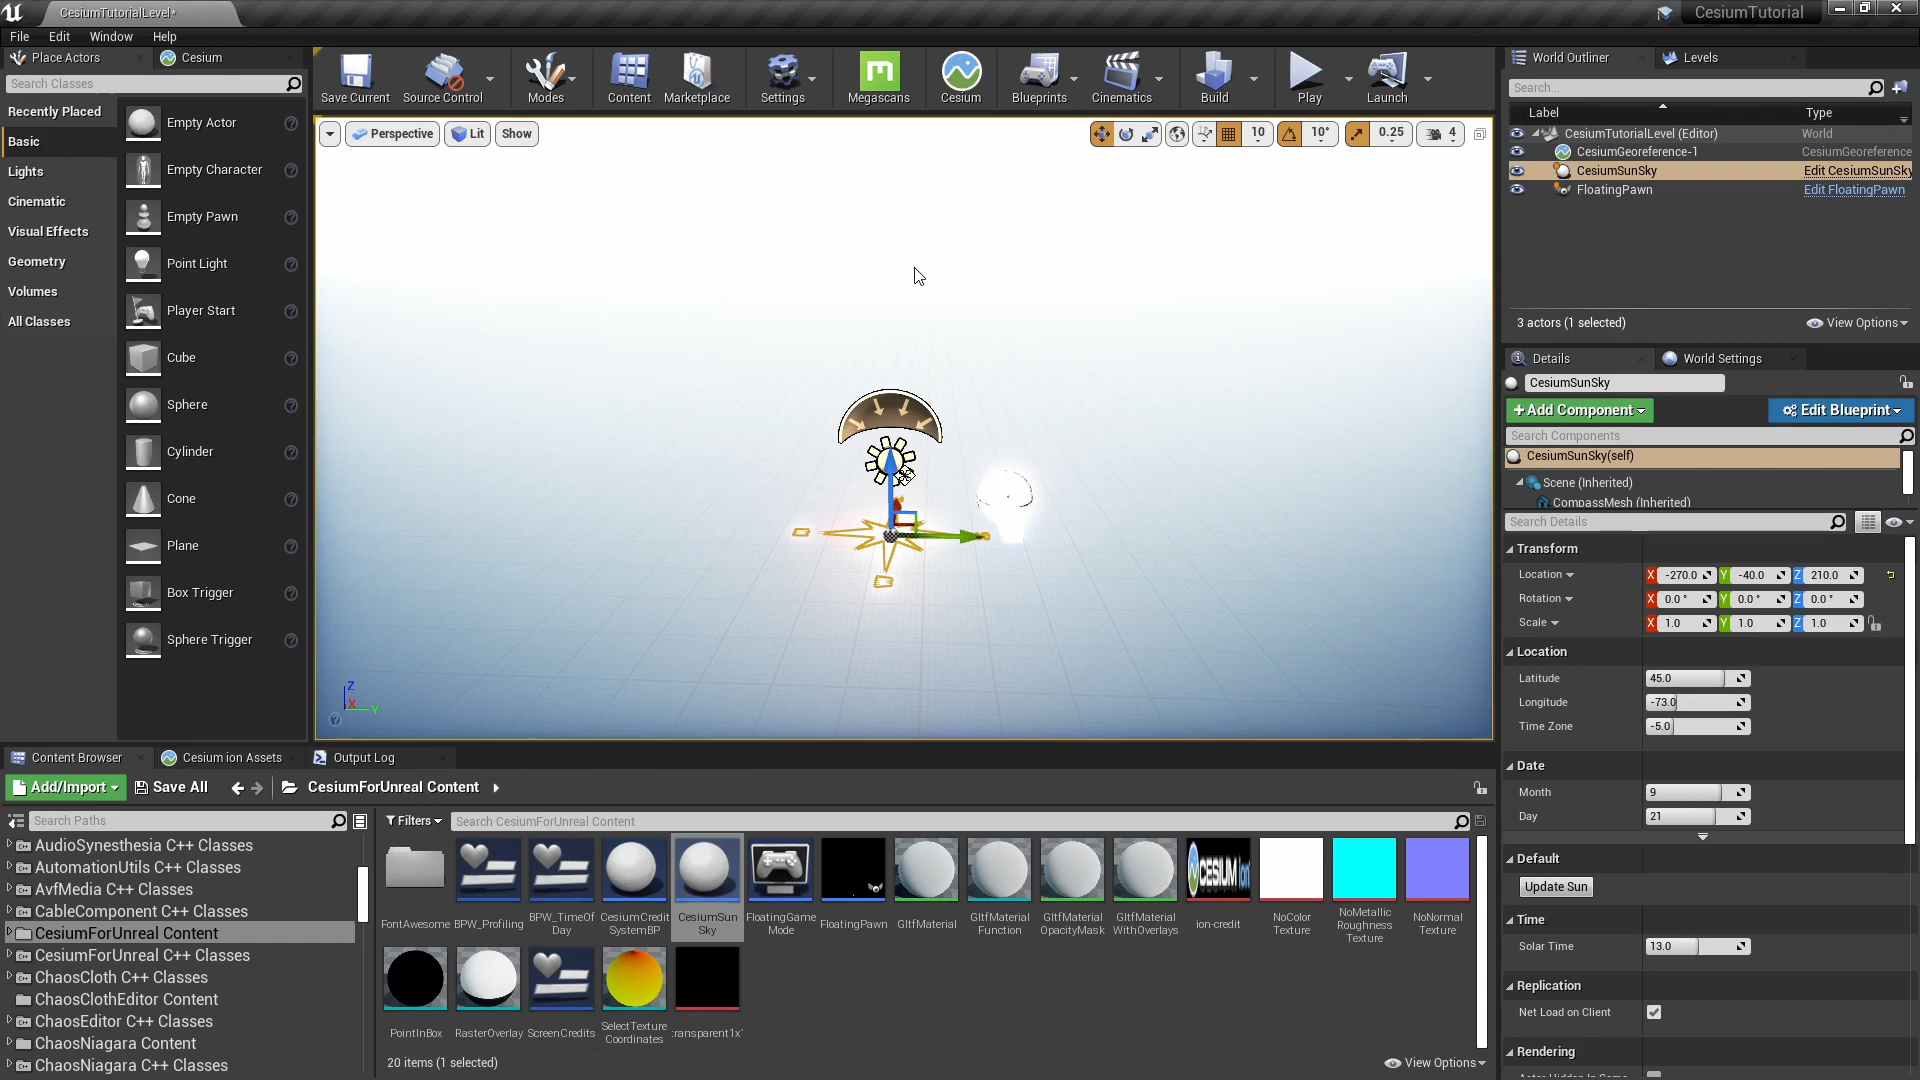 CesiumTutorialLevel*
CesiumTutorial
File Edit Window Help
Place Actors
Cesium
Search Classes
Recently Placed
Basic
Lights
Cinematic
Visual Effects
Geometry
Volumes
All Classes
Empty Actor
Empty Character
Empty Pawn
Point Light
Player Start
Cube
Sphere
Cylinder
Cone
Plane
Box Trigger
Sphere Trigger
Save Current
Source Control
Modes
Content
Marketplace
Settings
Megascans
Cesium
Blueprints
Cinematics
Build
Play
Launch
Perspective
Lit
Show
10
10°
0.25
4
Z
X
Y
World Outliner
Levels
Search...
Label Type
CesiumTutorialLevel (Editor) World
CesiumGeoreference-1 CesiumGeoreference
CesiumSunSky Edit CesiumSunSky
FloatingPawn Edit FloatingPawn
3 actors (1 selected)
View Options
Details
World Settings
CesiumSunSky
+Add Component
Edit Blueprint
Search Components
CesiumSunSky(self)
Scene (Inherited)
CompassMesh (Inherited)
Search Details
Transform
Location X -270.0 Y -40.0 Z 210.0
Rotation X 0.0 ° Y 0.0 ° Z 0.0 °
Scale X 1.0 Y 1.0 Z 1.0
Location
Latitude 45.0
Longitude -73.0
Time Zone -5.0
Date
Month 9
Day 21
Default
Update Sun
Time
Solar Time 13.0
Replication
Net Load on Client
Rendering
Content Browser
Cesium ion Assets
Output Log
Add/Import
Save All
CesiumForUnreal Content
Search Paths
AudioSynesthesia C++ Classes
AutomationUtils C++ Classes
AvfMedia C++ Classes
CableComponent C++ Classes
CesiumForUnreal Content
CesiumForUnreal C++ Classes
ChaosCloth C++ Classes
ChaosClothEditor Content
ChaosEditor C++ Classes
ChaosNiagara Content
ChaosNiagara C++ Classes
Filters
Search CesiumForUnreal Content
CESIUM ion
FontAwesome
BPW_Profiling
BPW_TimeOf
Day
CesiumCredit
SystemBP
CesiumSun
Sky
FloatingGame
Mode
FloatingPawn
GltfMaterial
GltfMaterial
Function
GltfMaterial
OpacityMask
GltfMaterial
WithOverlays
ion-credit
NoColor
Texture
NoMetallic
Roughness
Texture
NoNormal
Texture
PointInBox
RasterOverlay
ScreenCredits
SelectTexture
Coordinates
20 items (1 selected)
View Options